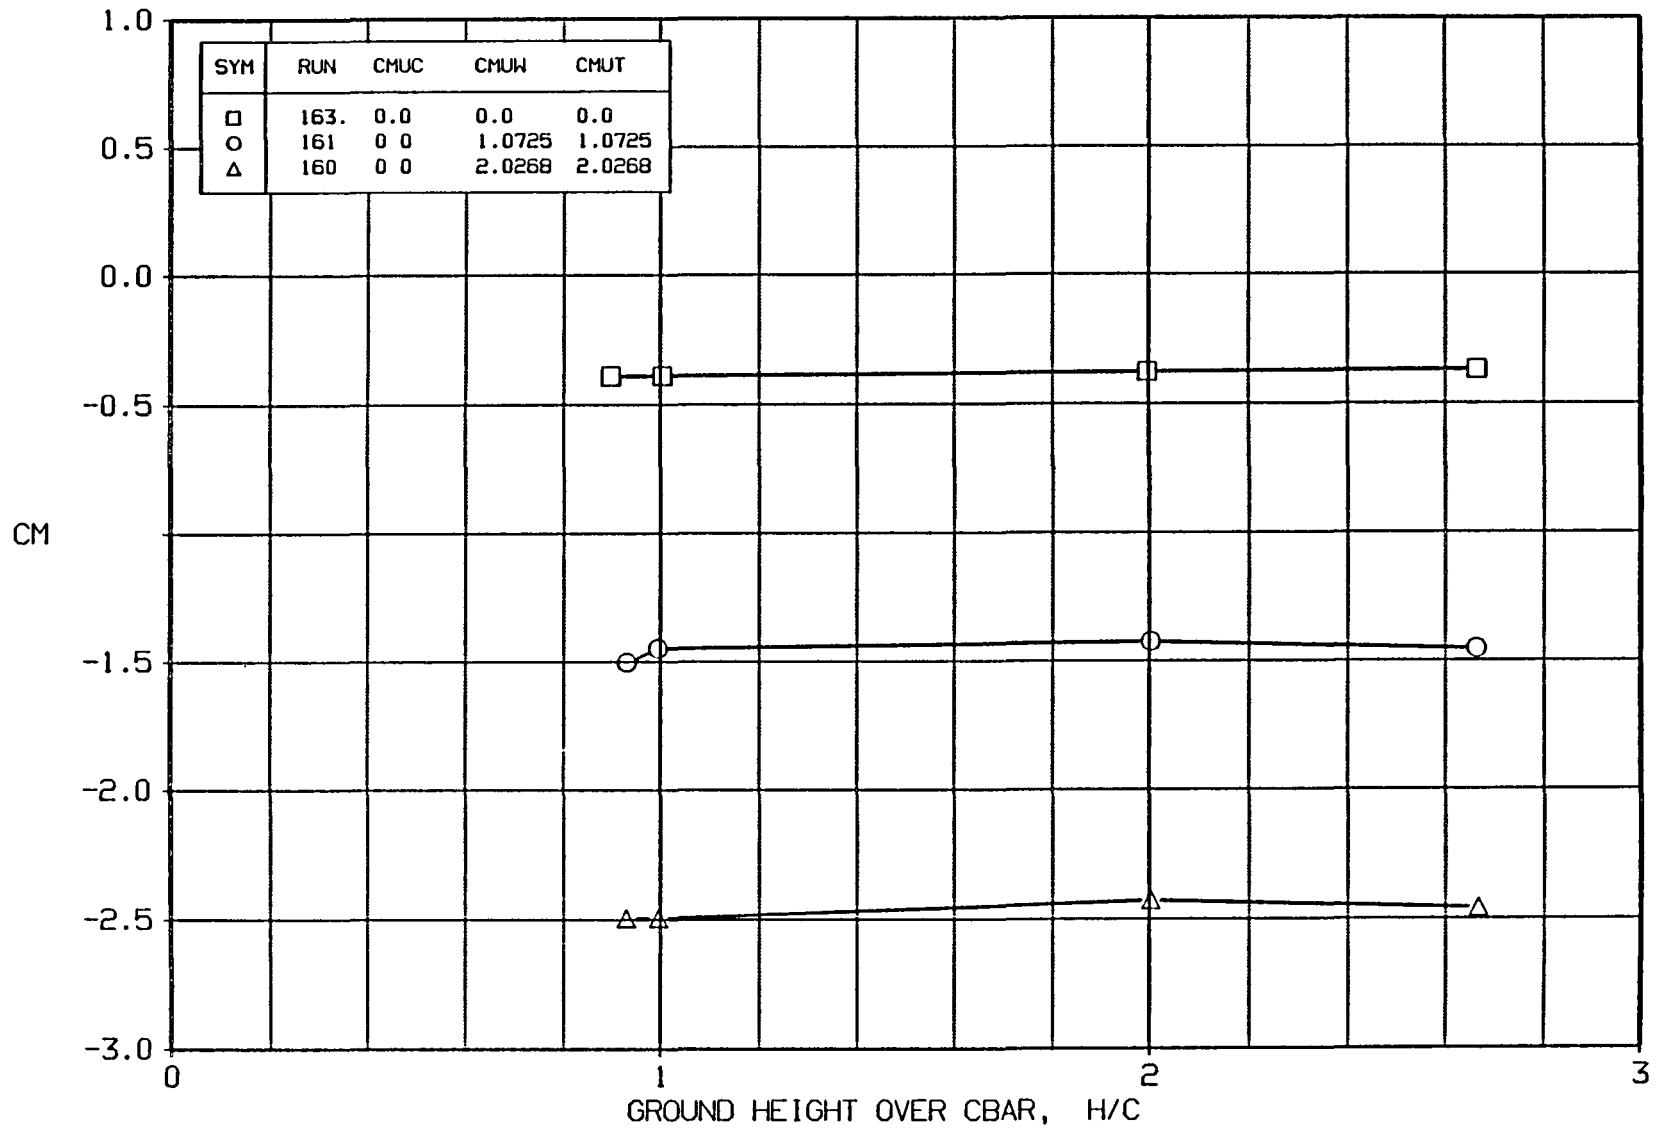 1.0
SYM RUN CMUC CMUW CMUT
□ 163. 0.0 0.0 0.0
○ 161 0 0 1.0725 1.0725
△ 160 0 0 2.0268 2.0268
0.5
0.0
-0.5
CM
-1.5
-2.0
-2.5
-3.0
0 1 2 3
GROUND HEIGHT OVER CBAR, H/C